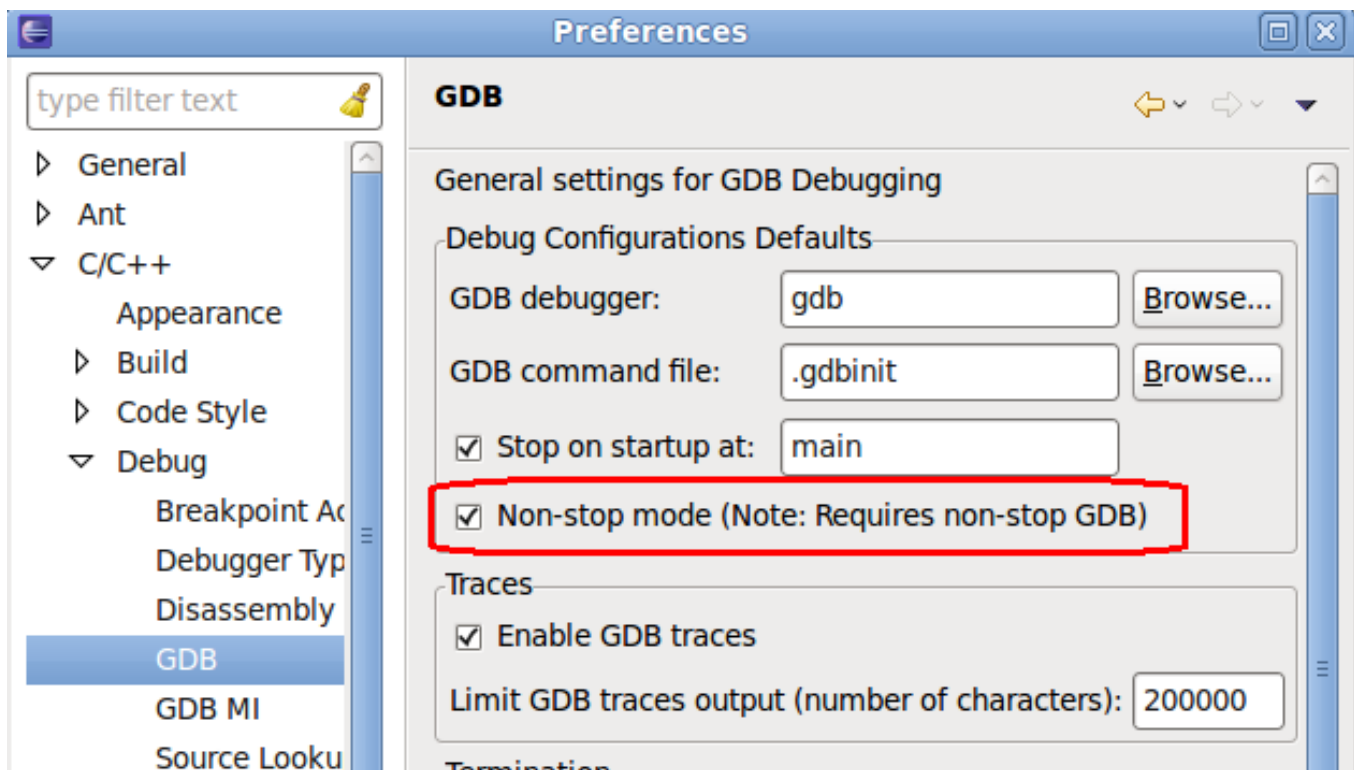 Preferences
type filter text
General
Ant
C/C++
Appearance
Build
Code Style
Debug
Breakpoint Ac
Debugger Typ
Disassembly
GDB
GDB MI
Source Looku
GDB
General settings for GDB Debugging
Debug Configurations Defaults
GDB debugger: gdb Browse...
GDB command file: .gdbinit Browse...
Stop on startup at: main
Non-stop mode (Note: Requires non-stop GDB)
Traces
Enable GDB traces
Limit GDB traces output (number of characters): 200000
Termination